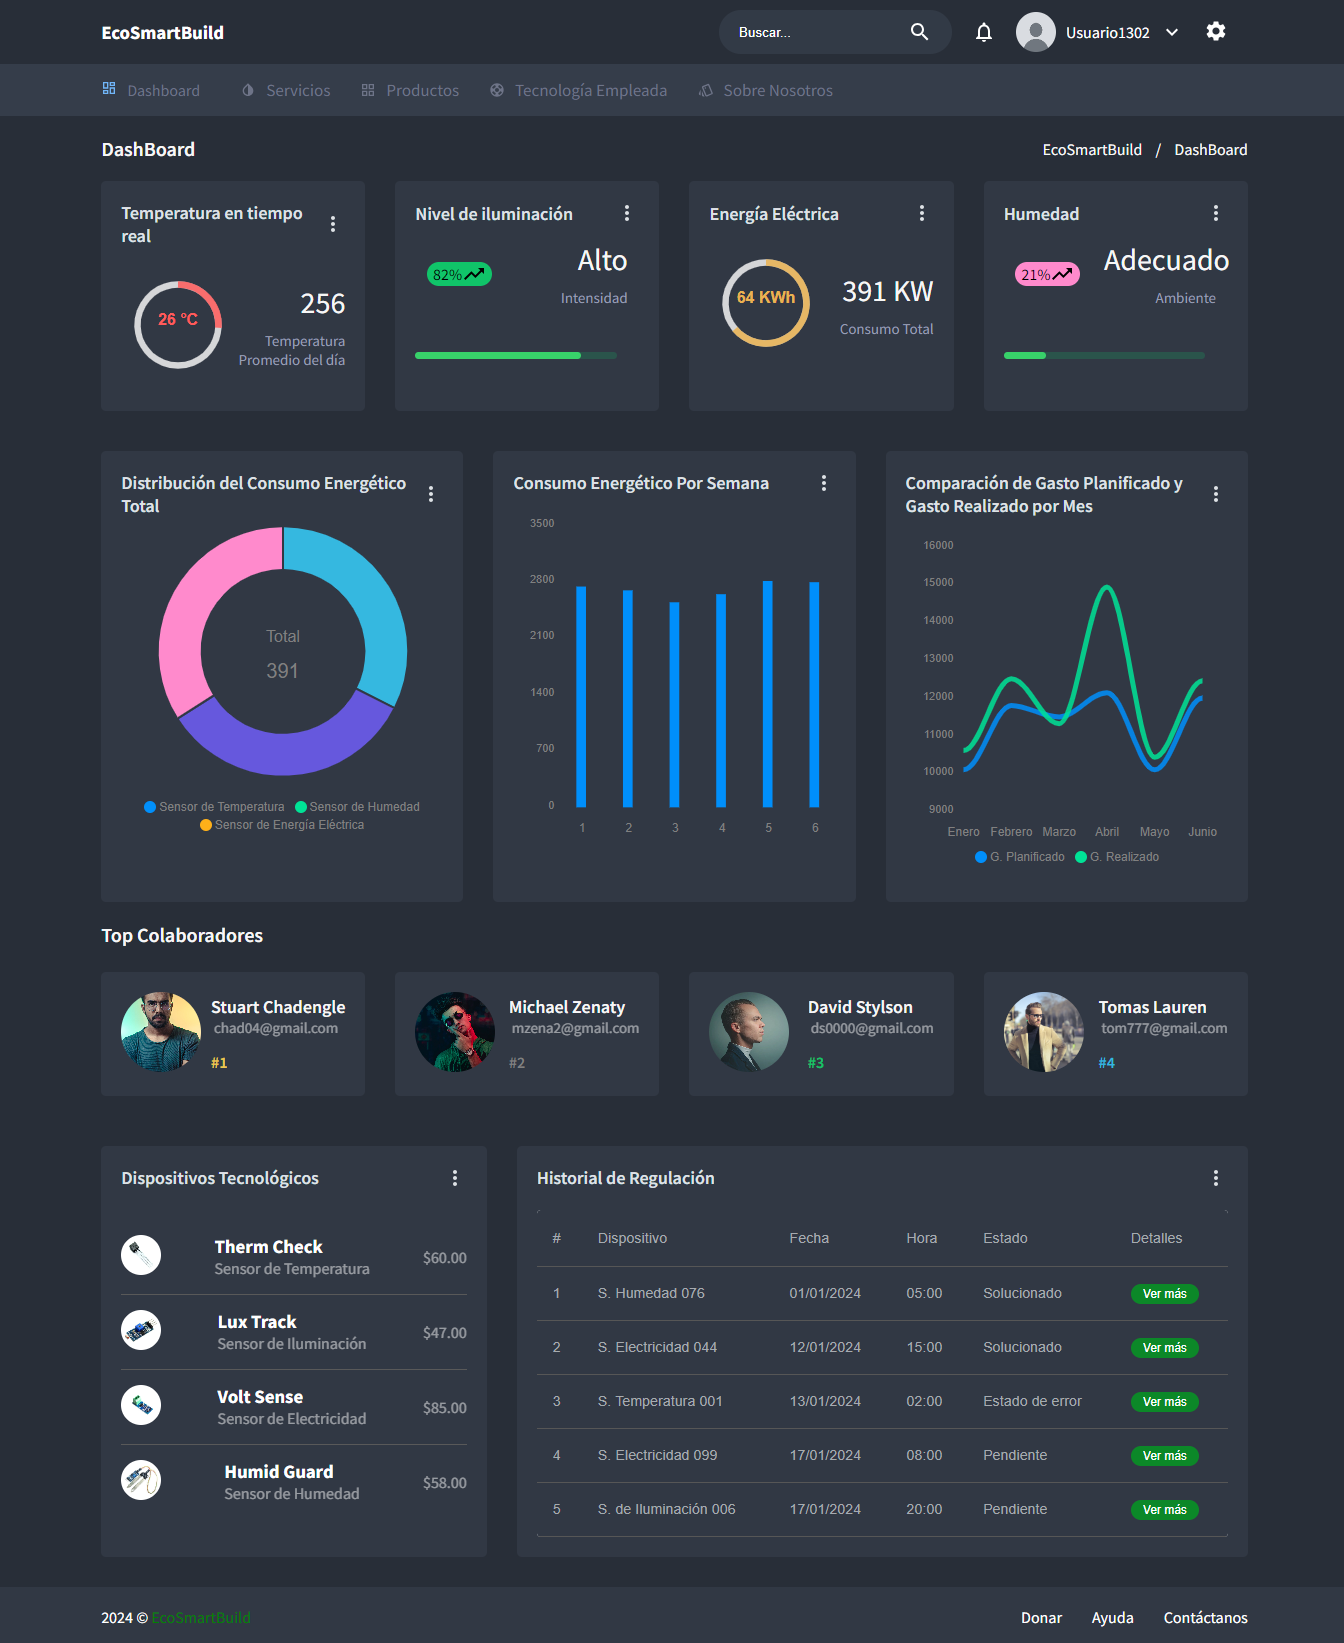 EcoSmartBuild
Buscar...
Usuario1302
Dashboard
Servicios
Productos
Tecnología Empleada
Sobre Nosotros
DashBoard
EcoSmartBuild / DashBoard
Temperatura en tiempo
real
26 °C
256
Temperatura
Promedio del día
Nivel de iluminación
82%
Alto
Intensidad
Energía Eléctrica
64 KWh
391 KW
Consumo Total
Humedad
21%
Adecuado
Ambiente
Distribución del Consumo Energético
Total
Total
391
Sensor de Temperatura
Sensor de Humedad
Sensor de Energía Eléctrica
Consumo Energético Por Semana
3500
2800
2100
1400
700
0
1 2 3 4 5 6
Comparación de Gasto Planificado y
Gasto Realizado por Mes
16000
15000
14000
13000
12000
11000
10000
9000
Enero Febrero Marzo Abril Mayo Junio
G. Planificado G. Realizado
Top Colaboradores
Stuart Chadengle
chad04@gmail.com
#1
Michael Zenaty
mzena2@gmail.com
#2
David Stylson
ds0000@gmail.com
#3
Tomas Lauren
tom777@gmail.com
#4
Dispositivos Tecnológicos
Therm Check
Sensor de Temperatura
$60.00
Lux Track
Sensor de Iluminación
$47.00
Volt Sense
Sensor de Electricidad
$85.00
Humid Guard
Sensor de Humedad
$58.00
Historial de Regulación
# Dispositivo Fecha Hora Estado Detalles
1 S. Humedad 076 01/01/2024 05:00 Solucionado Ver más
2 S. Electricidad 044 12/01/2024 15:00 Solucionado Ver más
3 S. Temperatura 001 13/01/2024 02:00 Estado de error Ver más
4 S. Electricidad 099 17/01/2024 08:00 Pendiente Ver más
5 S. de Iluminación 006 17/01/2024 20:00 Pendiente Ver más
2024 © EcoSmartBuild
Donar Ayuda Contáctanos